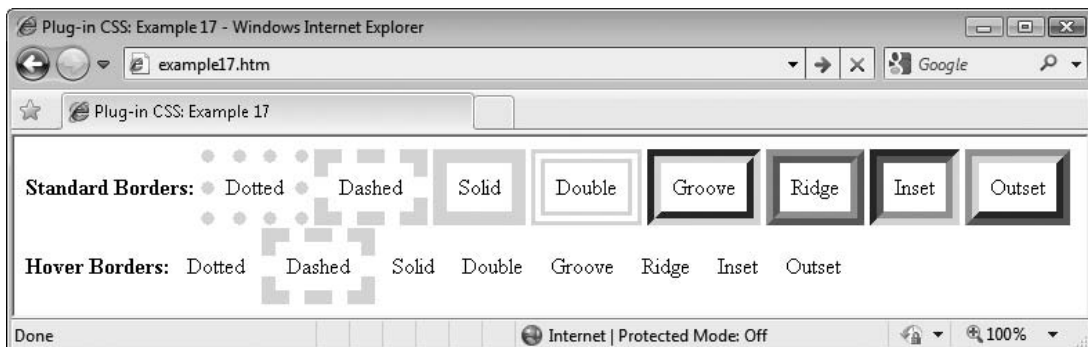 Plug-in CSS: Example 17 - Windows Internet Explorer
example17.htm
Google
Plug-in CSS: Example 17
Standard Borders: Dotted Dashed Solid Double Groove Ridge Inset Outset
Hover Borders: Dotted Dashed Solid Double Groove Ridge Inset Outset
Done
Internet | Protected Mode: Off
100%